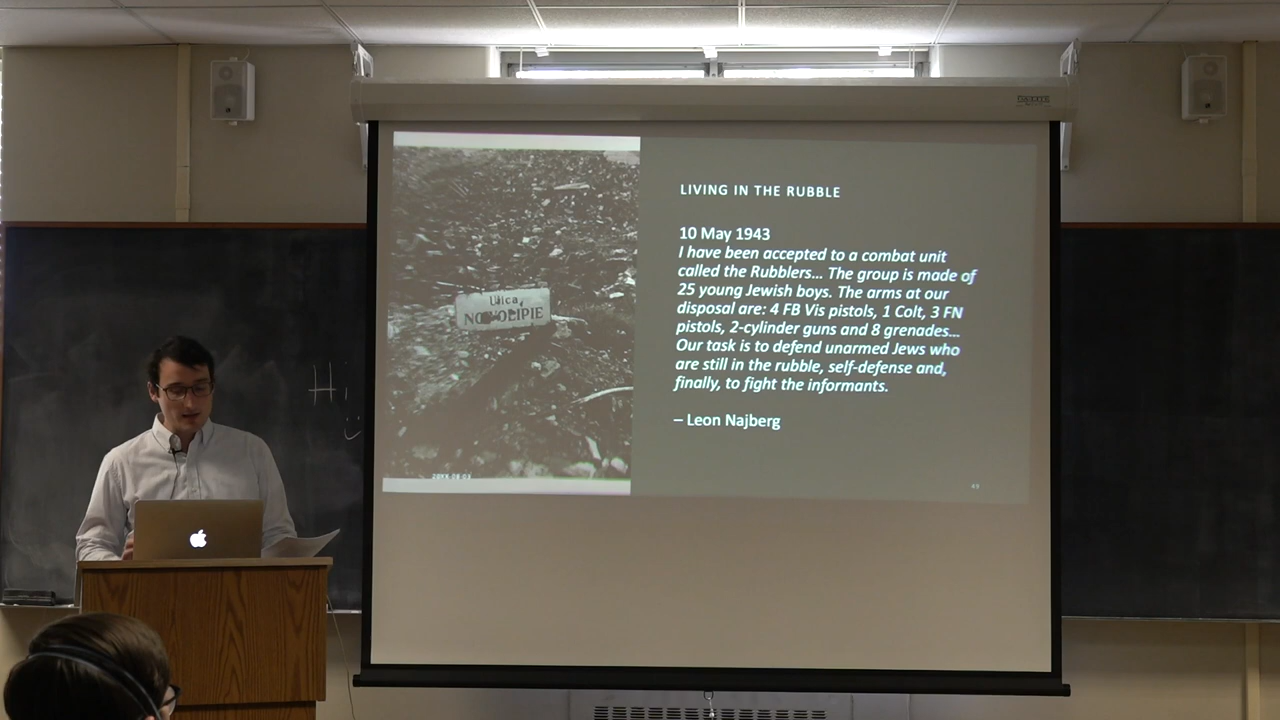 LIVING IN THE RUBBLE
10 May 1943
I have been accepted to a combat unit
called the Rubblers... The group is made of
25 young Jewish boys. The arms at our
disposal are: 4 FB Vis pistols, 1 Colt, 3 FN
pistols, 2-cylinder guns and 8 grenades...
Our task is to defend unarmed Jews who
are still in the rubble, self-defense and,
finally, to fight the informants.
– Leon Najberg
Ulica
NOWOLIPIE
Hi